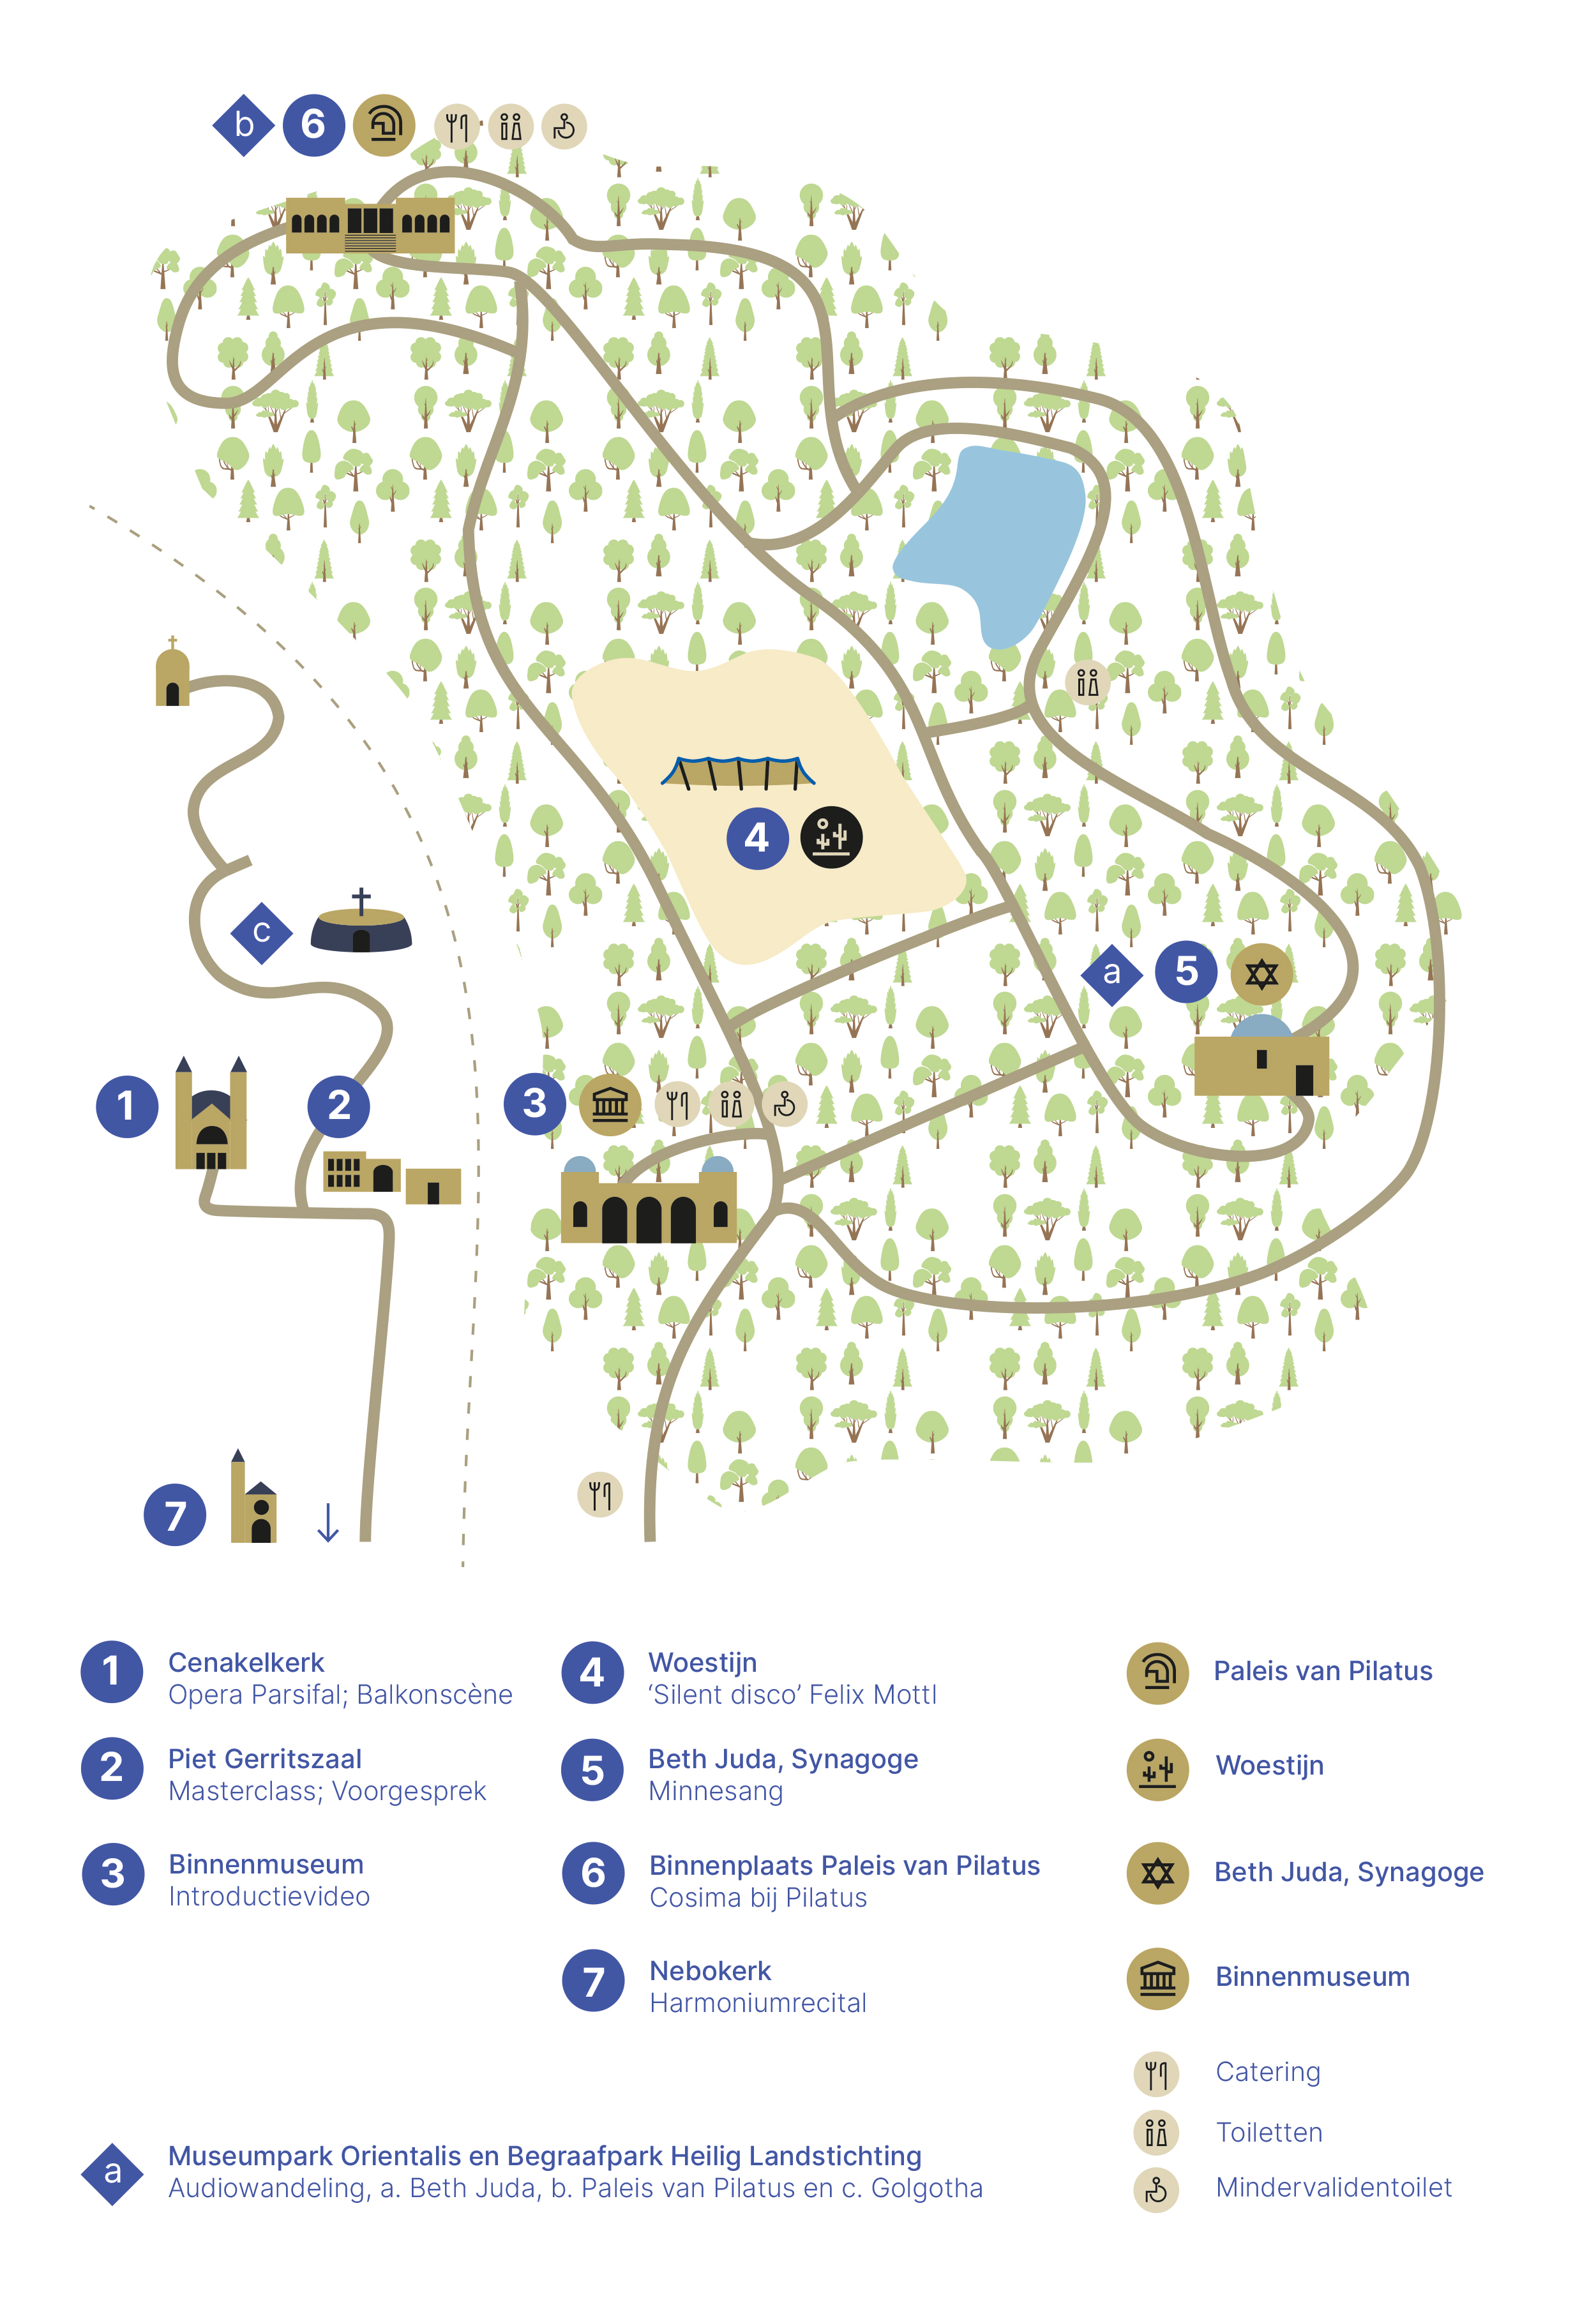 b 6
c
4
a 5
1
2
3
7
1 Cenakelkerk
Opera Parsifal; Balkonscène
2 Piet Gerritszaal
Masterclass; Voorgesprek
3 Binnenmuseum
Introductievideo
4 Woestijn
‘Silent disco’ Felix Mottl
5 Beth Juda, Synagoge
Minnesang
6 Binnenplaats Paleis van Pilatus
Cosima bij Pilatus
7 Nebokerk
Harmoniumrecital
Paleis van Pilatus
Woestijn
Beth Juda, Synagoge
Binnenmuseum
Catering
Toiletten
Mindervalidentoilet
a Museumpark Orientalis en Begraafpark Heilig Landstichting
Audiowandeling, a. Beth Juda, b. Paleis van Pilatus en c. Golgotha